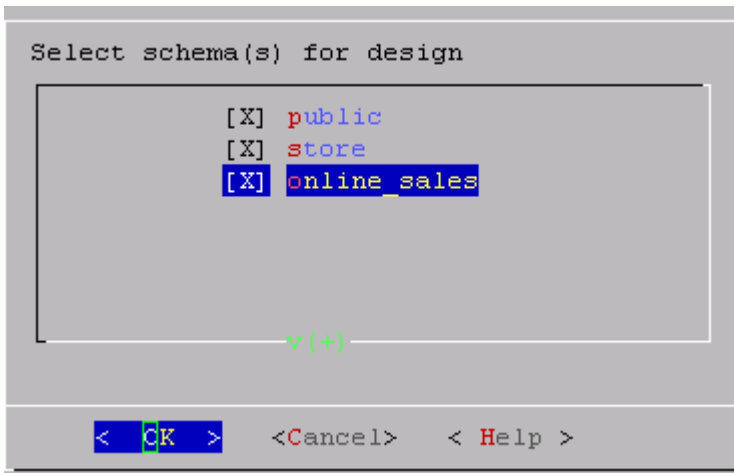 Select schema(s) for design
[X] public
[X] store
[X] online_sales
v(+)
< OK > <Cancel> < Help >